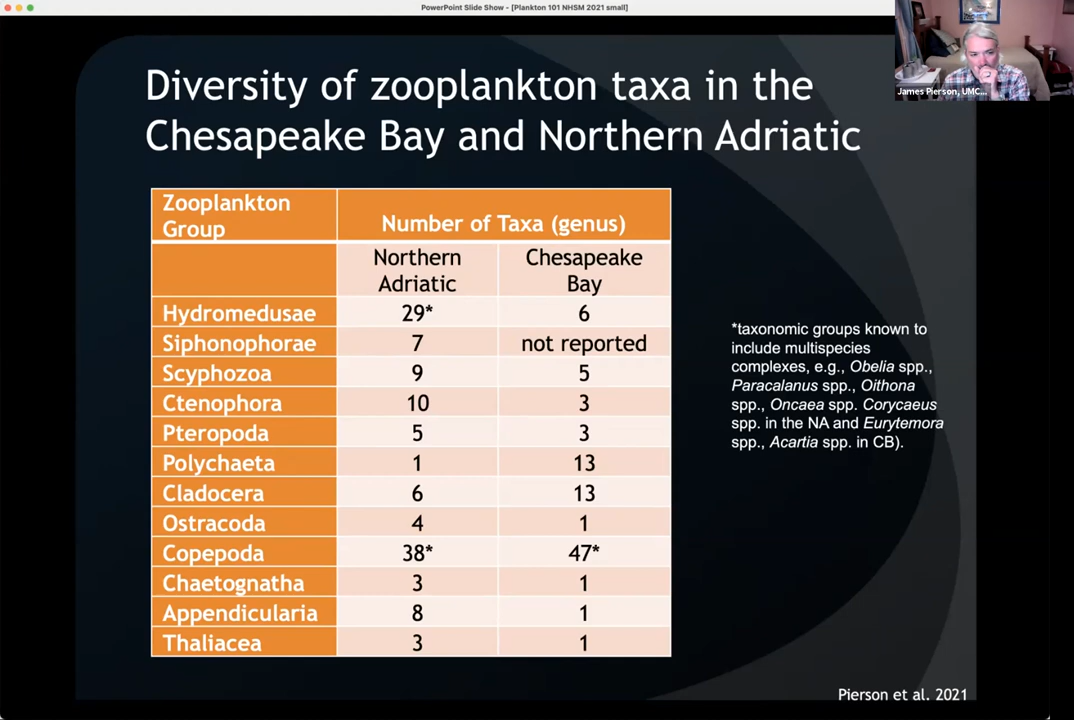 PowerPoint Slide Show - [Plankton 101 NHSM 2021 small]
James Pierson, UMC...
Diversity of zooplankton taxa in the
Chesapeake Bay and Northern Adriatic
Zooplankton
Group
Number of Taxa (genus)
Northern
Adriatic
Chesapeake
Bay
Hydromedusae 29* 6
Siphonophorae 7 not reported
Scyphozoa 9 5
Ctenophora 10 3
Pteropoda 5 3
Polychaeta 1 13
Cladocera 6 13
Ostracoda 4 1
Copepoda 38* 47*
Chaetognatha 3 1
Appendicularia 8 1
Thaliacea 3 1
*taxonomic groups known to
include multispecies
complexes, e.g., Obelia spp.,
Paracalanus spp., Oithona
spp., Oncaea spp. Corycaeus
spp. in the NA and Eurytemora
spp., Acartia spp. in CB).
Pierson et al. 2021